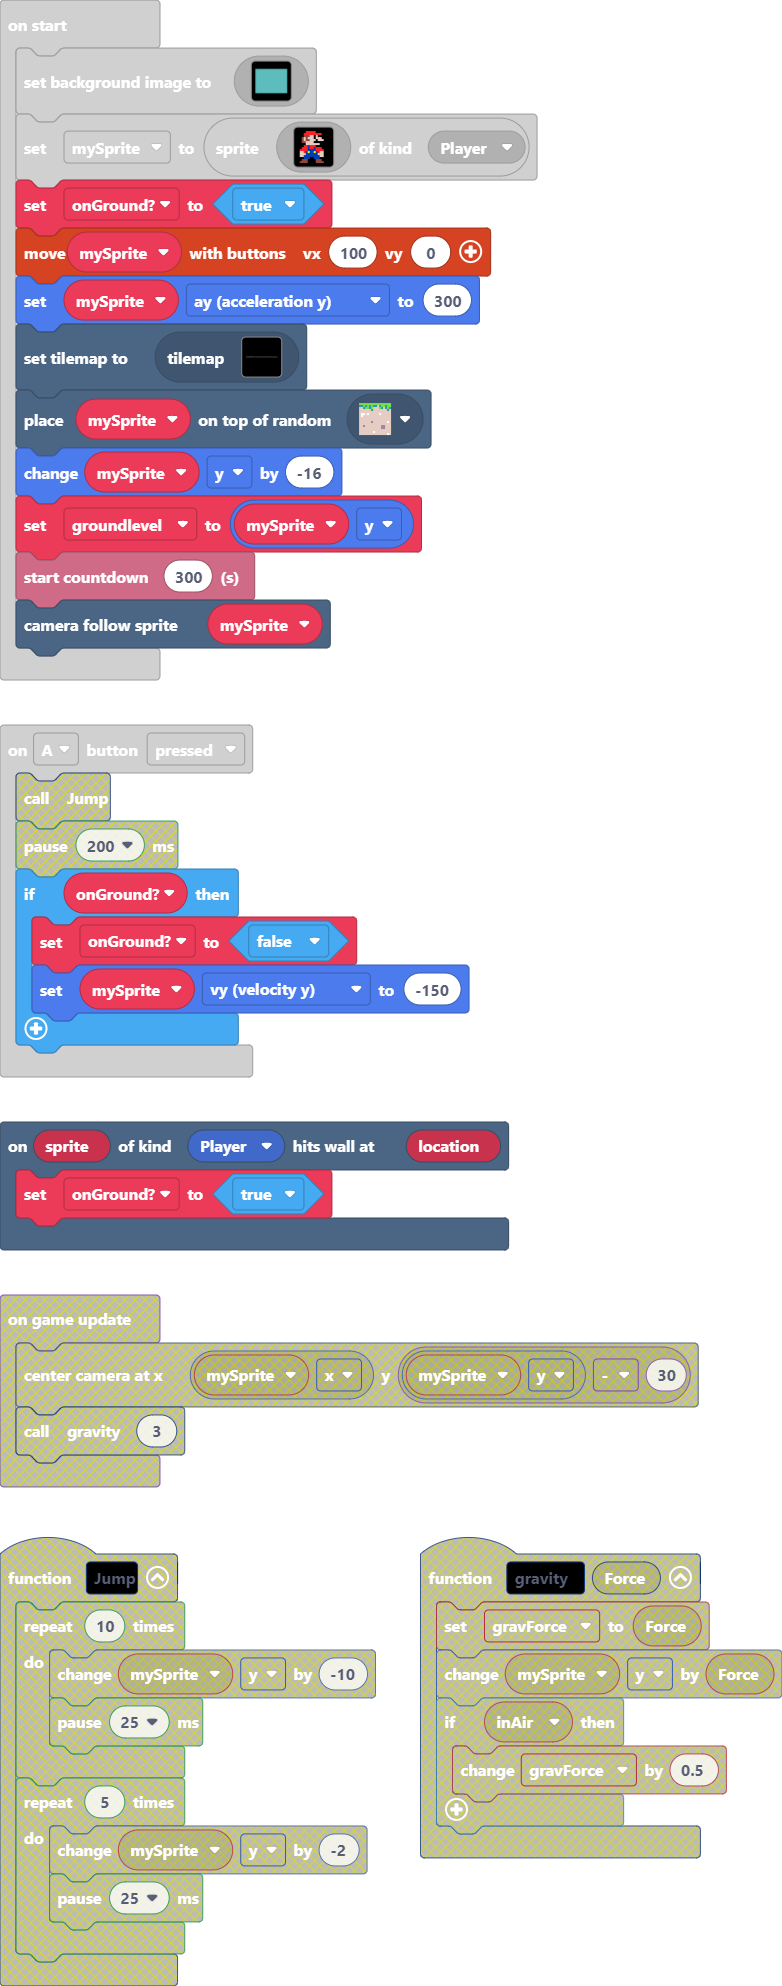 on start
set background image to
set mySprite to sprite of kind Player
set onGround? to true
move mySprite with buttons vx 100 vy 0
set mySprite ay (acceleration y) to 300
set tilemap to tilemap
place mySprite on top of random
change mySprite y by -16
set groundlevel to mySprite y
start countdown 300 (s)
camera follow sprite mySprite
on A button pressed
call Jump
pause 200 ms
if onGround? then
set onGround? to false
set mySprite vy (velocity y) to -150
on sprite of kind Player hits wall at location
set onGround? to true
on game update
center camera at x mySprite x y mySprite y - 30
call gravity 3
function Jump
repeat 10 times
do change mySprite y by -10
pause 25 ms
repeat 5 times
do change mySprite y by -2
pause 25 ms
function gravity Force
set gravForce to Force
change mySprite y by Force
if inAir then
change gravForce by 0.5